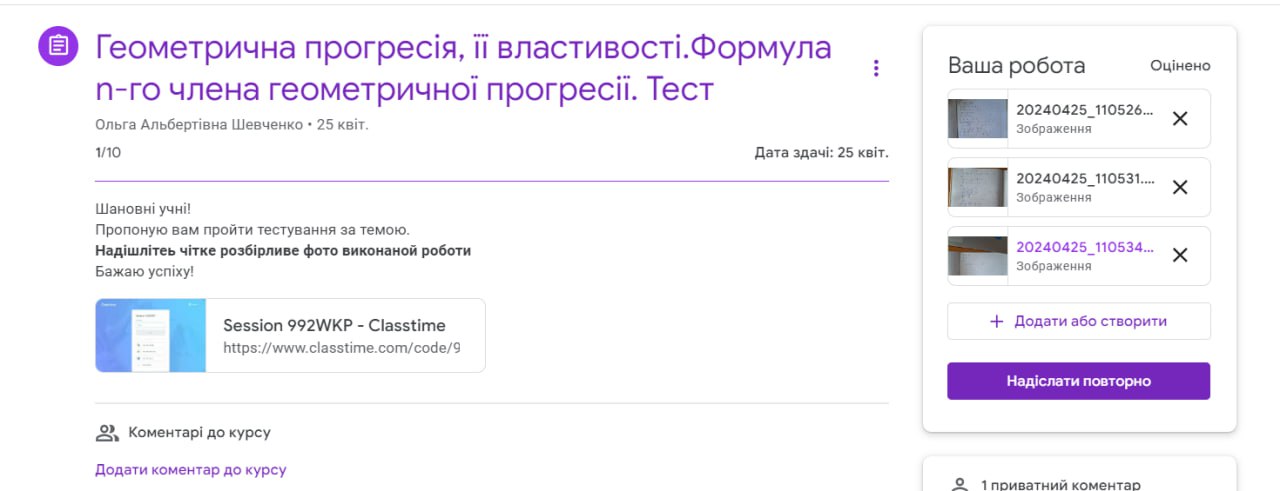 Геометрична прогресія, її властивості.Формула
n-го члена геометричної прогресії. Тест
Ольга Альбертівна Шевченко • 25 квіт.
1/10
Дата здачі: 25 квіт.
Шановні учні!
Пропоную вам пройти тестування за темою.
Надішлітеь чітке розбірливе фото виконаної роботи
Бажаю успіху!
Session 992WKP - Classtime
https://www.classtime.com/code/9
Коментарі до курсу
Додати коментар до курсу
Ваша робота
Оцінено
20240425_110526...
Зображення
20240425_110531....
Зображення
20240425_110534...
Зображення
+ Додати або створити
Надіслати повторно
1 приватний коментар